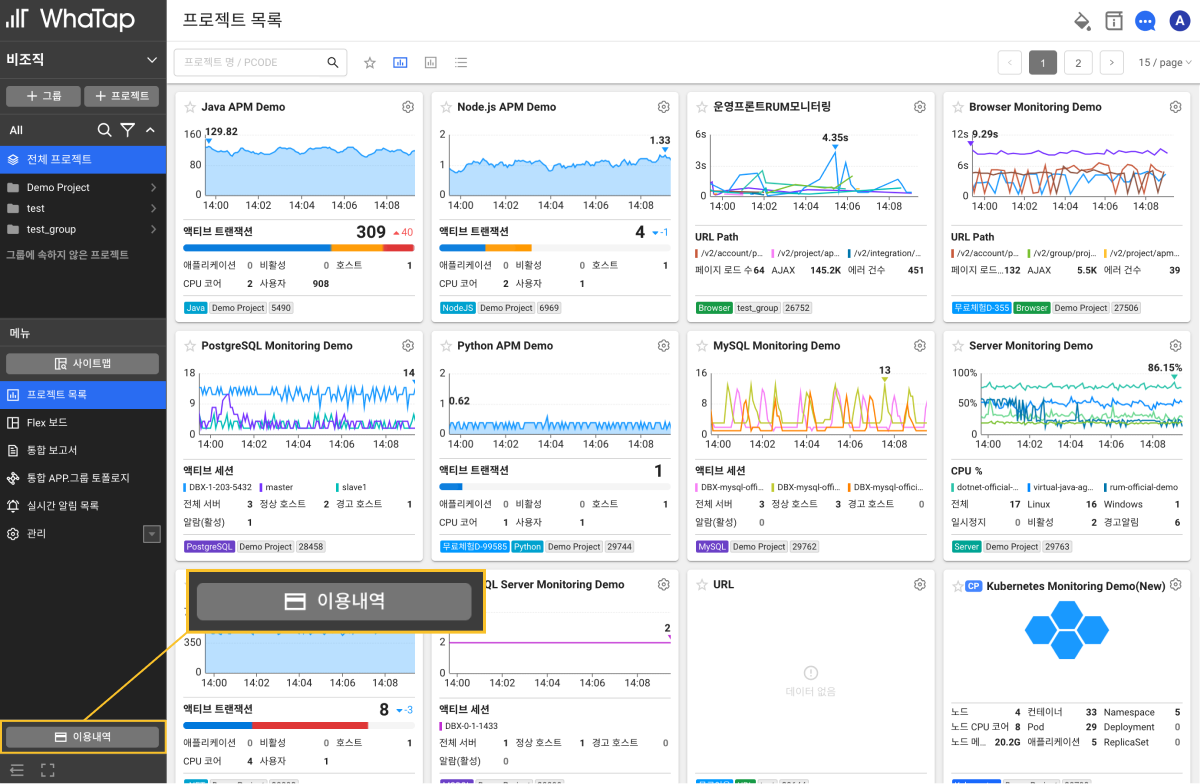 WhaTap
프로젝트 목록
A
비조직
+ 그룹
+ 프로젝트
All
전체 프로젝트
Demo Project
test
test_group
그룹에 속하지 않은 프로젝트
메뉴
사이트맵
프로젝트 목록
Flex 보드
통합 보고서
통합 APP.그룹 토폴로지
실시간 알림 목록
관리
이용내역
프로젝트 명 / PCODE
< 1 2 > 15 / page
Java APM Demo
129.82
160
80
0
14:00 14:02 14:04 14:06 14:08
액티브 트랜잭션 309 40
애플리케이션 0 비활성 0 호스트 1
CPU 코어 2 사용자 908
Java Demo Project 5490
Node.js APM Demo
1.33
2
1
0
14:00 14:02 14:04 14:06 14:08
액티브 트랜잭션 4 -1
애플리케이션 0 비활성 0 호스트 1
CPU 코어 2 사용자 1
NodeJS Demo Project 6969
운영프론트RUM모니터링
4.35s
6s
3s
0
14:00 14:02 14:04 14:06 14:08
URL Path
/v2/account/p... /v2/project/ap... /v2/integration/...
페이지 로드 수 64 AJAX 145.2K 에러 건수 451
Browser test_group 26752
Browser Monitoring Demo
9.29s
12s
6s
0
14:00 14:02 14:04 14:06 14:08
URL Path
/v2/account/p... /v2/group/proj... /v2/project/apm...
페이지 로드... 132 AJAX 5.5K 에러 건수 39
무료체험D-355 Browser Demo Project 27506
PostgreSQL Monitoring Demo
14
18
9
0
14:00 14:02 14:04 14:06 14:08
액티브 세션
DBX-1-203-5432 master slave1
전체 서버 3 정상 호스트 2 경고 호스트 1
알람(활성) 1
PostgreSQL Demo Project 28458
Python APM Demo
0.62
2
1
0
14:00 14:02 14:04 14:06 14:08
액티브 트랜잭션 1
애플리케이션 0 비활성 0 호스트 1
CPU 코어 1 사용자 1
무료체험D-99585 Python Demo Project 29744
MySQL Monitoring Demo
13
16
8
0
14:00 14:02 14:04 14:06 14:08
액티브 세션
DBX-mysql-offi... DBX-mysql-offi... DBX-mysql-offici...
전체 서버 3 정상 호스트 3 경고 호스트 0
알람(활성) 0
MySQL Demo Project 29762
Server Monitoring Demo
86.15%
100%
50%
0
14:00 14:02 14:04 14:06 14:08
CPU %
dotnet-official-... virtual-java-ag... rum-official-demo
전체 17 Linux 16 Windows 1
일시정지 0 비활성 2 경고알림 6
Server Demo Project 29763
이용내역
350
0
14:00 14:02 14:04 14:06 14:08
액티브 트랜잭션 8 -3
애플리케이션 0 비활성 0 호스트 1
CPU 코어 4 사용자 1
QL Server Monitoring Demo
2
2
0
14:00 14:02 14:04 14:06 14:08
액티브 세션
DBX-0-1-1433
전체 서버 1 정상 호스트 1 경고 호스트 0
알람(활성) 0
URL
데이터 없음
CP Kubernetes Monitoring Demo(New)
노드 4 컨테이너 33 Namespace 5
노드 CPU 코어 8 Pod 29 Deployment 0
노드 메... 20.2G 애플리케이션 5 ReplicaSet 0